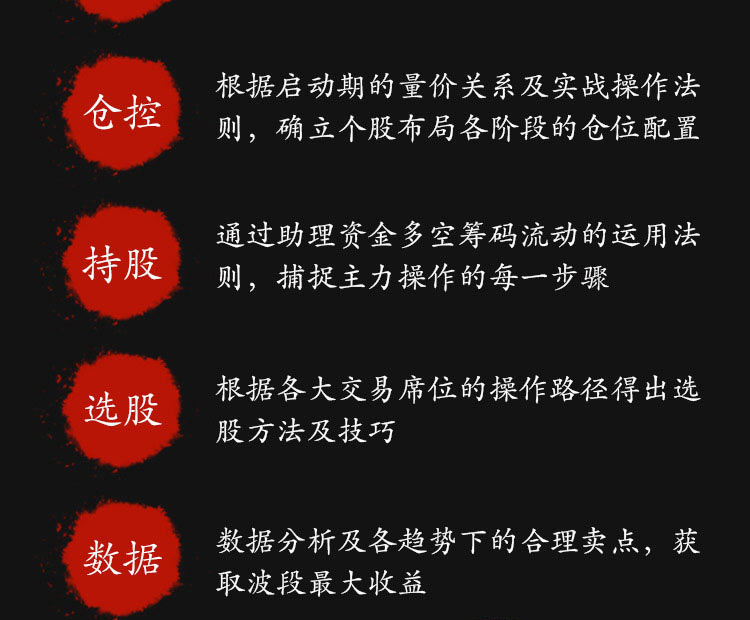 仓控
根据启动期的量价关系及实战操作法
则，确立个股布局各阶段的仓位配置
持股
通过助理资金多空筹码流动的运用法
则，捕捉主力操作的每一步骤
选股
根据各大交易席位的操作路径得出选
股方法及技巧
数据
数据分析及各趋势下的合理卖点，获
取波段最大收益